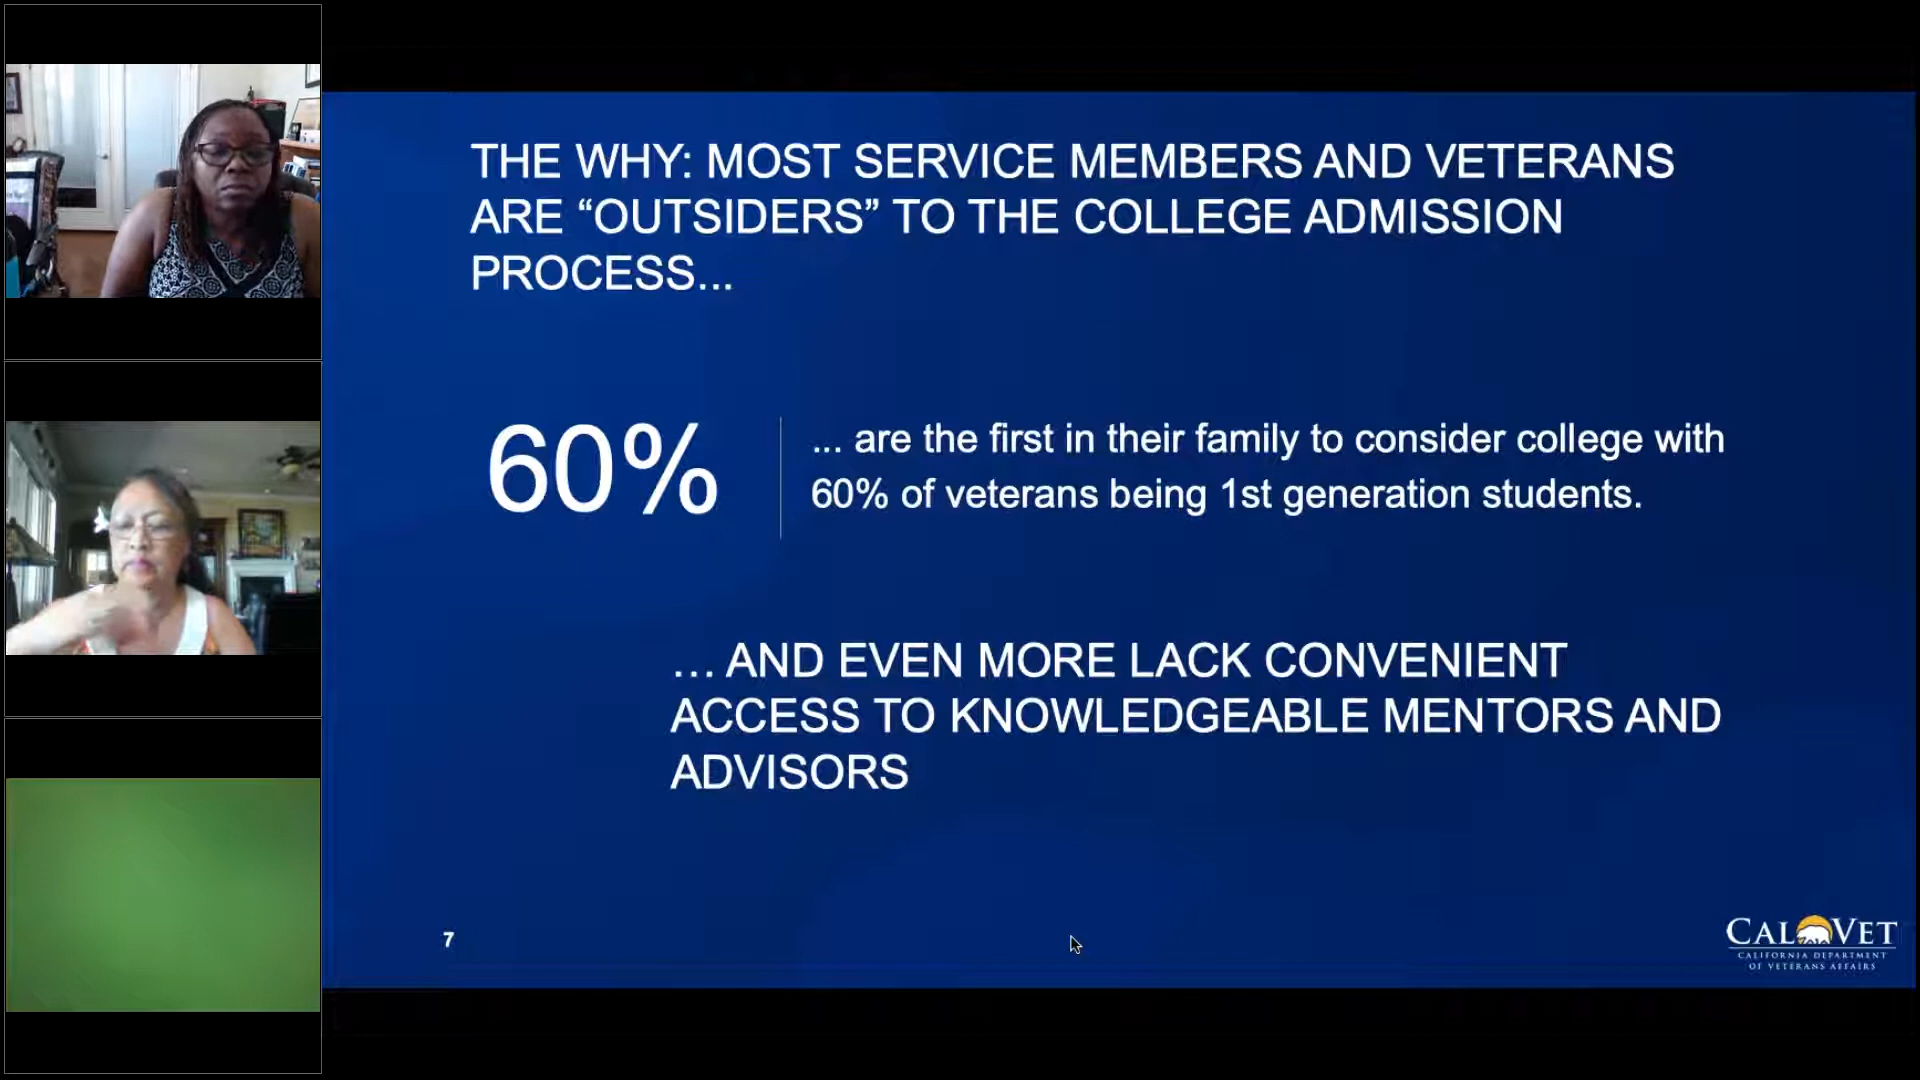 THE WHY: MOST SERVICE MEMBERS AND VETERANS
ARE “OUTSIDERS” TO THE COLLEGE ADMISSION
PROCESS...
60%
... are the first in their family to consider college with
60% of veterans being 1st generation students.
... AND EVEN MORE LACK CONVENIENT
ACCESS TO KNOWLEDGEABLE MENTORS AND
ADVISORS
7
CALVET
CALIFORNIA DEPARTMENT
OF VETERANS AFFAIRS